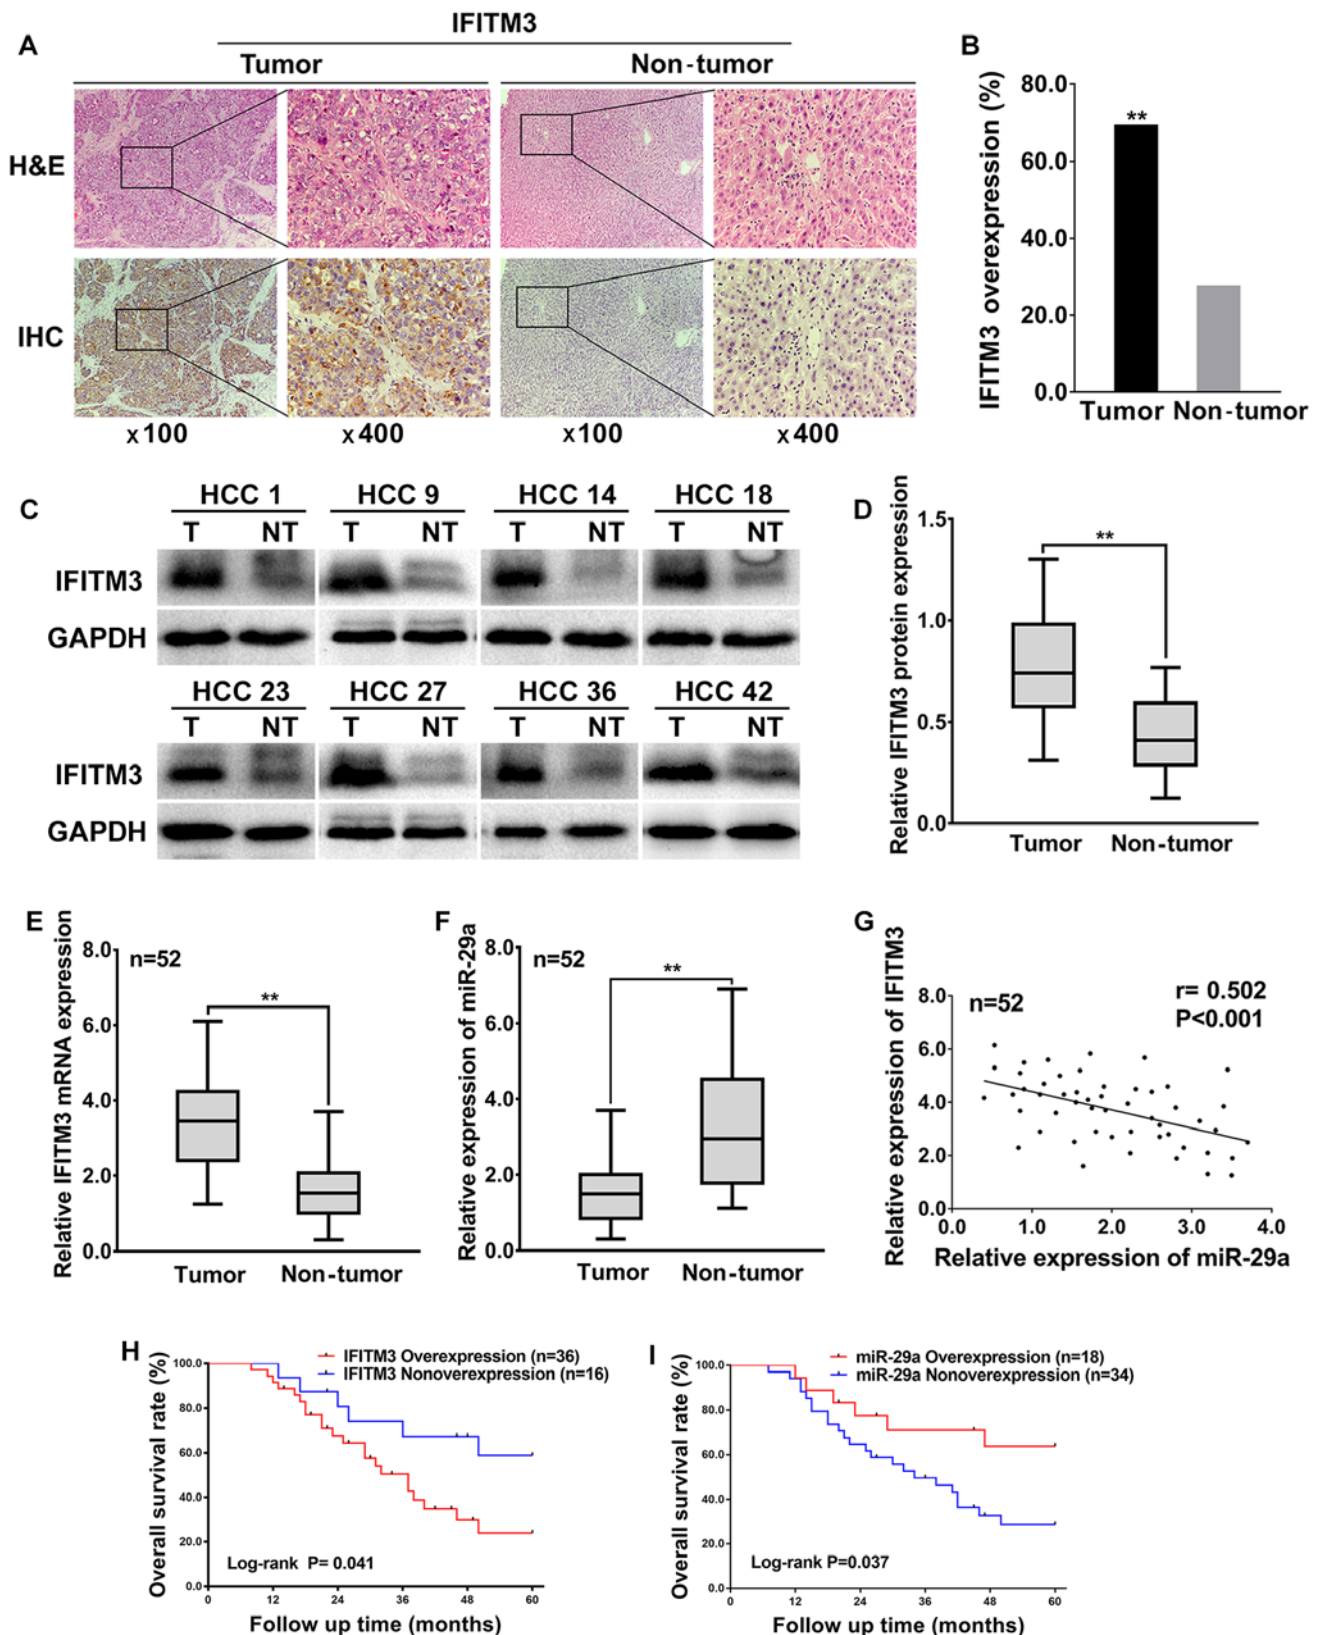 IFITM3
A
Tumor
Non-tumor
H&E
IHC
x100
x400
x100
x400
B
IFITM3 overexpression (%)
80.0
60.0
40.0
20.0
0.0
**
Tumor
Non-tumor
C
HCC 1
HCC 9
HCC 14
HCC 18
T NT
T NT
T NT
T NT
IFITM3
GAPDH
HCC 23
HCC 27
HCC 36
HCC 42
T NT
T NT
T NT
T NT
IFITM3
GAPDH
D
Relative IFITM3 protein expression
1.5
1.0
0.5
0.0
**
Tumor
Non-tumor
E
Relative IFITM3 mRNA expression
8.0
6.0
4.0
2.0
0.0
n=52
**
Tumor
Non-tumor
F
Relative expression of miR-29a
8.0
6.0
4.0
2.0
0.0
n=52
**
Tumor
Non-tumor
G
Relative expression of IFITM3
8.0
6.0
4.0
2.0
0.0
n=52
r= 0.502
P<0.001
0.0 1.0 2.0 3.0 4.0
Relative expression of miR-29a
H
Overall survival rate (%)
100.0
80.0
60.0
40.0
20.0
0.0
IFITM3 Overexpression (n=36)
IFITM3 Nonoverexpression (n=16)
Log-rank P= 0.041
0 12 24 36 48 60
Follow up time (months)
I
Overall survival rate (%)
100.0
80.0
60.0
40.0
20.0
0.0
miR-29a Overexpression (n=18)
miR-29a Nonoverexpression (n=34)
Log-rank P=0.037
0 12 24 36 48 60
Follow up time (months)